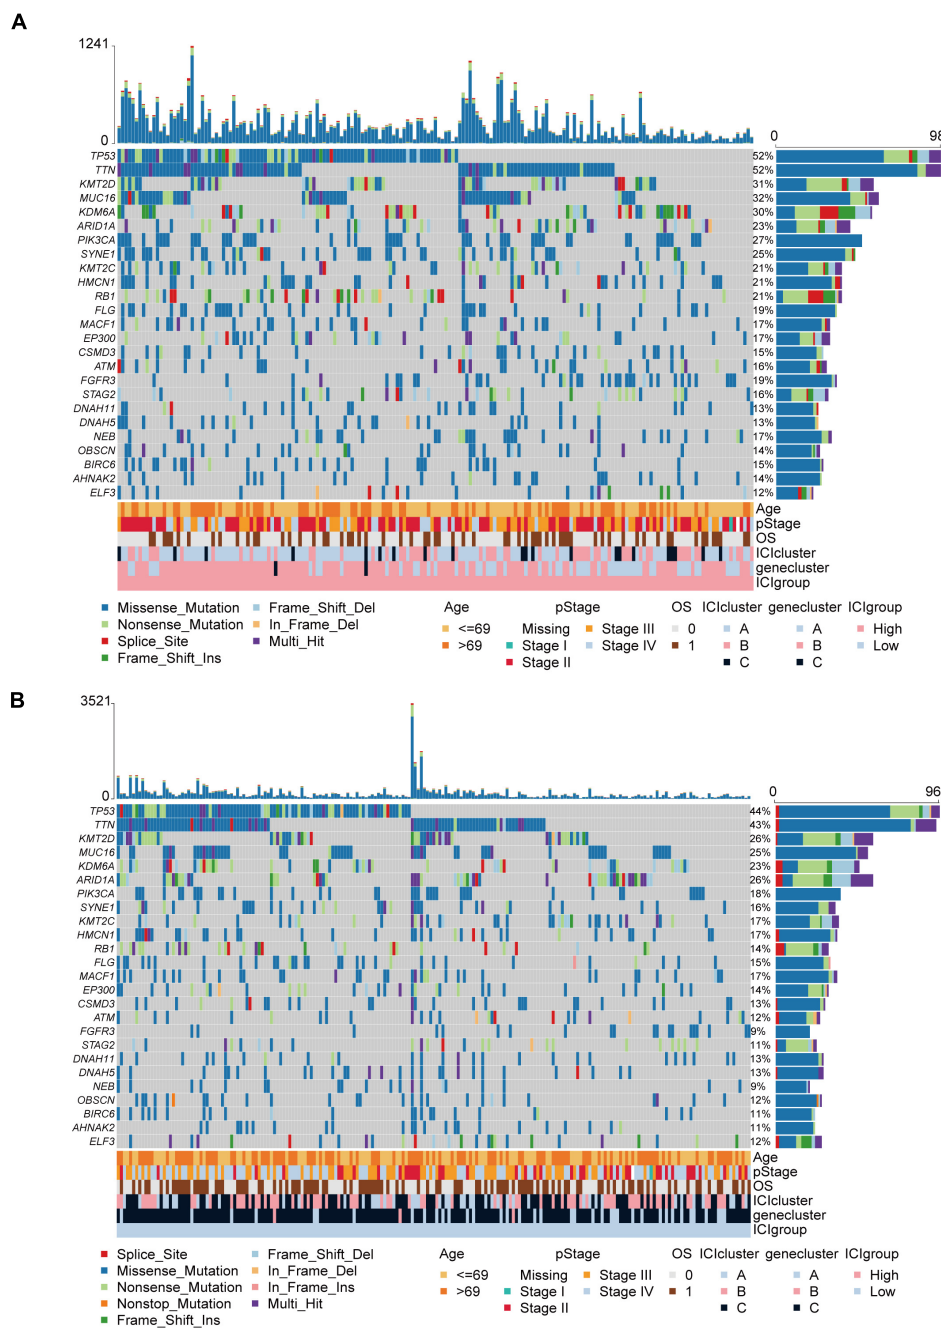 A
1241
0
0 98
TP53 52%
TTN 52%
KMT2D 31%
MUC16 32%
KDM6A 30%
ARID1A 23%
PIK3CA 27%
SYNE1 25%
KMT2C 21%
HMCN1 21%
RB1 21%
FLG 19%
MACF1 17%
EP300 17%
CSMD3 15%
ATM 16%
FGFR3 19%
STAG2 16%
DNAH11 13%
DNAH5 13%
NEB 17%
OBSCN 14%
BIRC6 15%
AHNAK2 14%
ELF3 12%
Age
pStage
OS
ICIcluster
genecluster
ICIgroup
Missense_Mutation Frame_Shift_Del Age pStage OS ICIcluster genecluster ICIgroup
Nonsense_Mutation In_Frame_Del <=69 Missing Stage III 0 A A High
Splice_Site Multi_Hit >69 Stage I Stage IV 1 B B Low
Frame_Shift_Ins Stage II C C
B
3521
0
0 96
TP53 44%
TTN 43%
KMT2D 26%
MUC16 25%
KDM6A 23%
ARID1A 26%
PIK3CA 18%
SYNE1 16%
KMT2C 17%
HMCN1 17%
RB1 14%
FLG 15%
MACF1 17%
EP300 14%
CSMD3 13%
ATM 12%
FGFR3 9%
STAG2 11%
DNAH11 13%
DNAH5 13%
NEB 9%
OBSCN 12%
BIRC6 11%
AHNAK2 11%
ELF3 12%
Age
pStage
OS
ICIcluster
genecluster
ICIgroup
Splice_Site Frame_Shift_Del Age pStage OS ICIcluster genecluster ICIgroup
Missense_Mutation In_Frame_Del <=69 Missing Stage III 0 A A High
Nonsense_Mutation In_Frame_Ins >69 Stage I Stage IV 1 B B Low
Nonstop_Mutation Multi_Hit Stage II C C
Frame_Shift_Ins